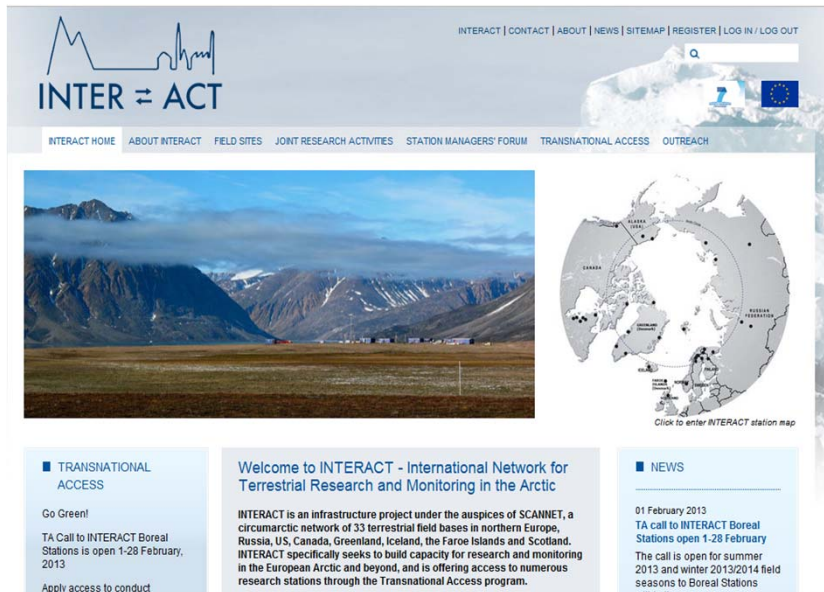 INTERACT | CONTACT | ABOUT | NEWS | SITEMAP | REGISTER | LOG IN / LOG OUT
INTER ⇄ ACT
INTERACT HOME ABOUT INTERACT FIELD SITES JOINT RESEARCH ACTIVITIES STATION MANAGERS' FORUM TRANSNATIONAL ACCESS OUTREACH
ALASKA
(USA)
CANADA
RUSSIAN
FEDERATION
GREENLAND
(Denmark)
ICELAND
FAROE
ISLANDS
(Denmark)
NORWAY
SWEDEN
FINLAND
Click to enter INTERACT station map
TRANSNATIONAL
ACCESS
Go Green!
TA Call to INTERACT Boreal
Stations is open 1-28 February,
2013
Apply access to conduct
Welcome to INTERACT - International Network for
Terrestrial Research and Monitoring in the Arctic
INTERACT is an infrastructure project under the auspices of SCANNET, a
circumarctic network of 33 terrestrial field bases in northern Europe,
Russia, US, Canada, Greenland, Iceland, the Faroe Islands and Scotland.
INTERACT specifically seeks to build capacity for research and monitoring
in the European Arctic and beyond, and is offering access to numerous
research stations through the Transnational Access program.
NEWS
01 February 2013
TA call to INTERACT Boreal
Stations open 1-28 February
The call is open for summer
2013 and winter 2013/2014 field
seasons to Boreal Stations